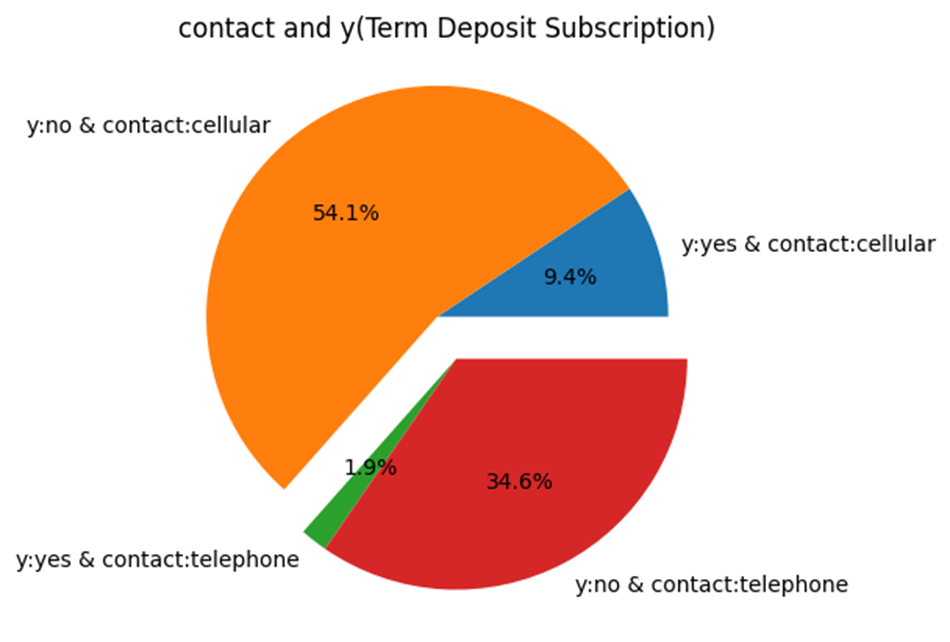 contact and y(Term Deposit Subscription)
y:no & contact:cellular
54.1%
y:yes & contact:cellular
9.4%
1.9%
34.6%
y:yes & contact:telephone
y:no & contact:telephone